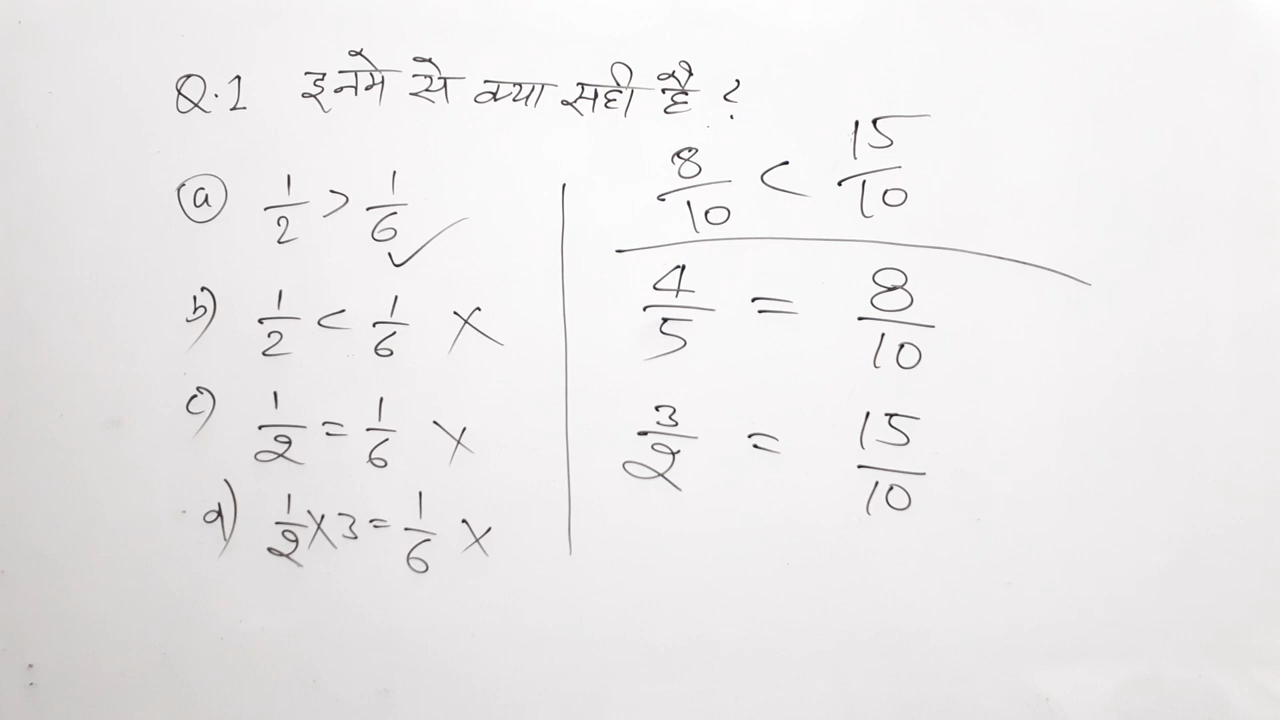 Q.1 इनमे से क्या सही है ?
a 1/2 > 1/6 ✓
b) 1/2 < 1/6 ×
c) 1/2 = 1/6 ×
d) 1/2 × 3 = 1/6 ×
8/10 < 15/10
4/5 = 8/10
3/2 = 15/10